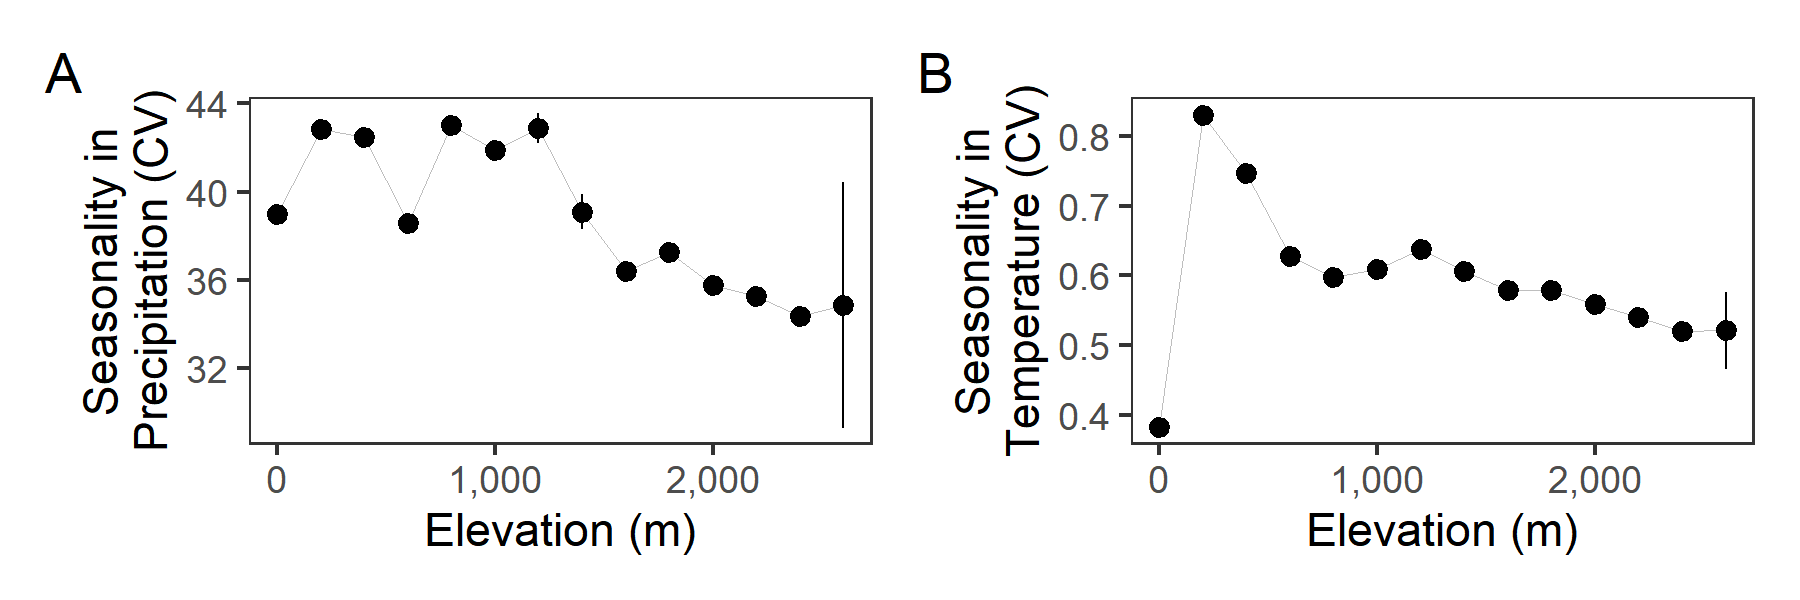 A
Seasonality in
Precipitation (CV)
44
40
36
32
0
1,000
2,000
Elevation (m)
B
Seasonality in
Temperature (CV)
0.8
0.7
0.6
0.5
0.4
0
1,000
2,000
Elevation (m)